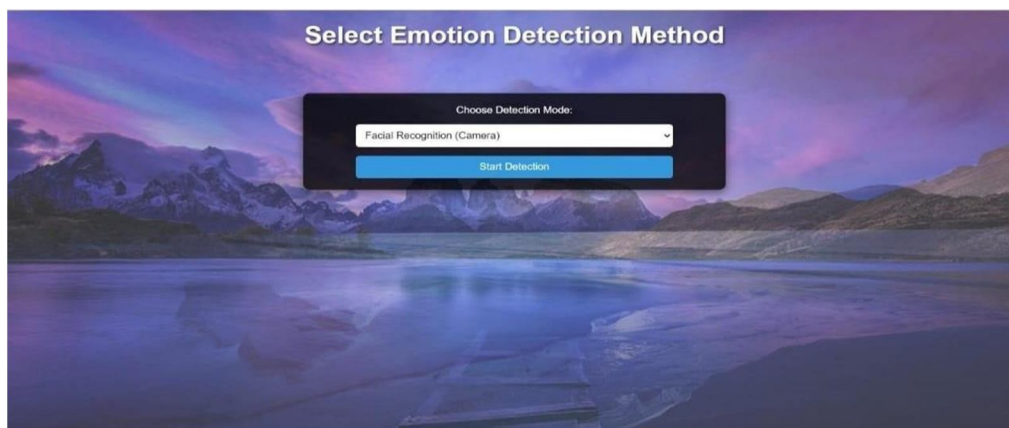 Select Emotion Detection Method
Choose Detection Mode:
Facial Recognition (Camera)
Start Detection